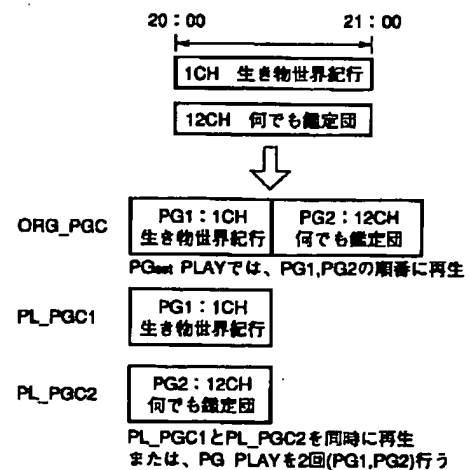 20：00 21：00
1CH 生き物世界紀行
12CH 何でも鑑定団
ORG_PGC
PG1：1CH
生き物世界紀行
PG2：12CH
何でも鑑定団
PGset PLAYでは、PG1,PG2の順番に再生
PL_PGC1
PG1：1CH
生き物世界紀行
PL_PGC2
PG2：12CH
何でも鑑定団
PL_PGC1とPL_PGC2を同時に再生
または、PG PLAYを2回(PG1,PG2)行う